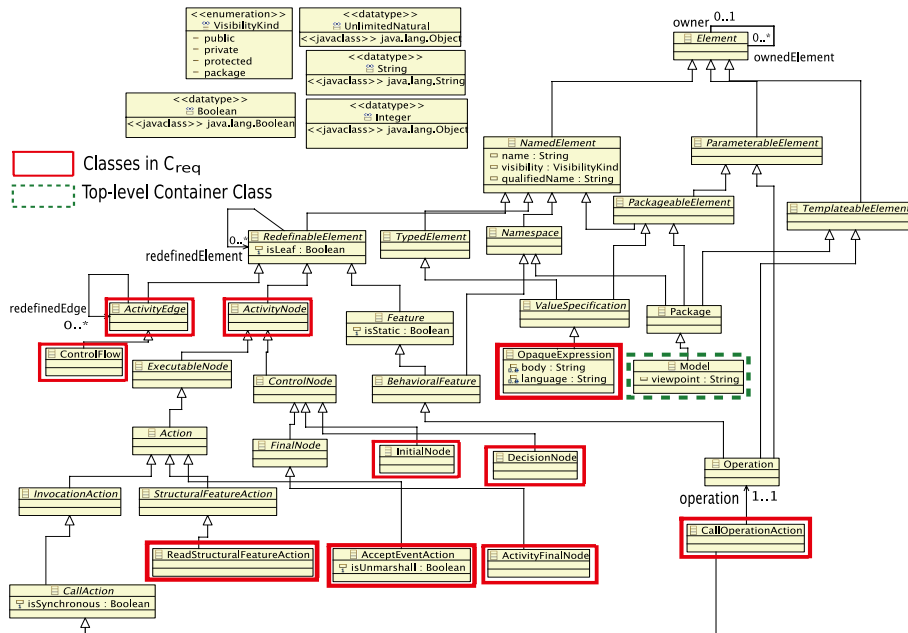 <<enumeration>>
VisibilityKind
– public
– private
– protected
– package
<<datatype>>
UnlimitedNatural
<<javaclass>> java.lang.Object
<<datatype>>
String
<<javaclass>> java.lang.String
<<datatype>>
Boolean
<<javaclass>> java.lang.Boolean
<<datatype>>
Integer
<<javaclass>> java.lang.Object
owner
0..1
Element
0..*
ownedElement
Classes in Creq
Top-level Container Class
NamedElement
name : String
visibility : VisibilityKind
qualifiedName : String
ParameterableElement
PackageableElement
TemplateableElement
0..*
redefinedElement
RedefinableElement
isLeaf : Boolean
TypedElement
Namespace
redefinedEdge
0..*
ActivityEdge
ActivityNode
Feature
isStatic : Boolean
ValueSpecification
Package
ControlFlow
ExecutableNode
ControlNode
BehavioralFeature
OpaqueExpression
body : String
language : String
Model
viewpoint : String
Action
FinalNode
InitialNode
DecisionNode
Operation
InvocationAction
StructuralFeatureAction
operation
1..1
CallOperationAction
ReadStructuralFeatureAction
AcceptEventAction
isUnmarshall : Boolean
ActivityFinalNode
CallAction
isSynchronous : Boolean